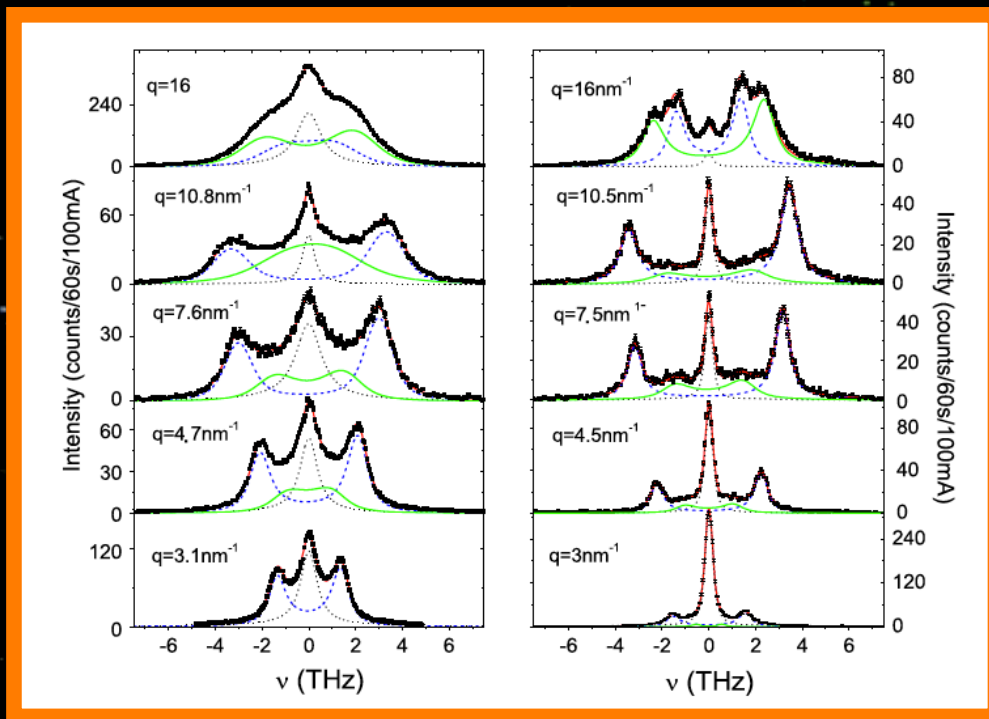 q=16
240
0
q=10.8nm-1
60
0
q=7.6nm-1
30
0
q=4.7nm-1
60
30
0
q=3.1nm-1
120
0
-6 -4 -2 0 2 4 6
ν (THz)
Intensity (counts/60s/100mA)
q=16nm-1
80
40
0
q=10.5nm-1
40
20
0
q=7.5nm 1-
40
20
0
q=4.5nm-1
80
40
0
q=3nm-1
240
120
0
-6 -4 -2 0 2 4 6
ν (THz)
Intensity (counts/60s/100mA)